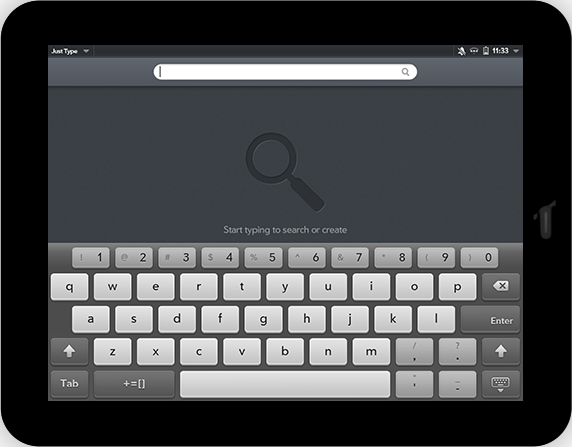 Just Type 11:33
Start typing to search or create
! 1 @ 2 # 3 $ 4 % 5 ^ 6 & 7 * 8 ( 9 ) 0
q w e r t y u i o p
a s d f g h j k l Enter
z x c v b n m / , ? .
Tab +=[] " ' _ -